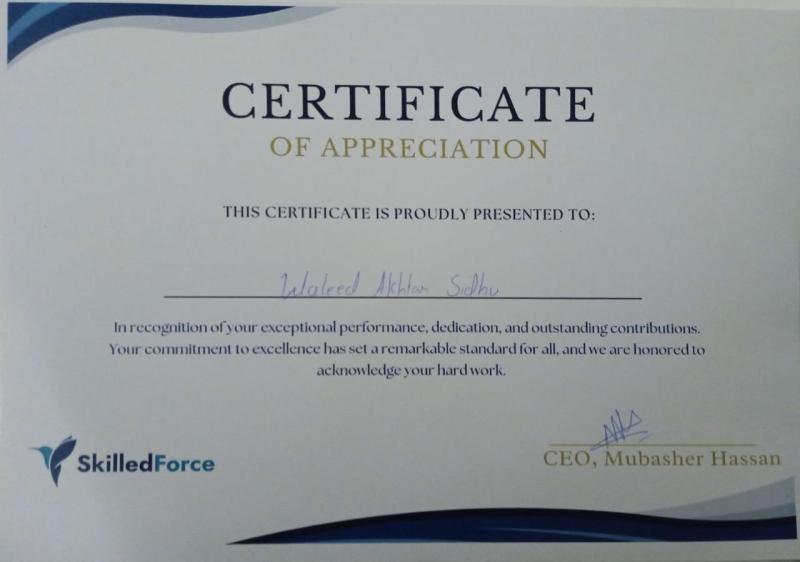 CERTIFICATE
OF APPRECIATION
THIS CERTIFICATE IS PROUDLY PRESENTED TO:
Waleed Akhtar Sidhu
In recognition of your exceptional performance, dedication, and outstanding contributions.
Your commitment to excellence has set a remarkable standard for all, and we are honored to
acknowledge your hard work.
SkilledForce
CEO, Mubasher Hassan